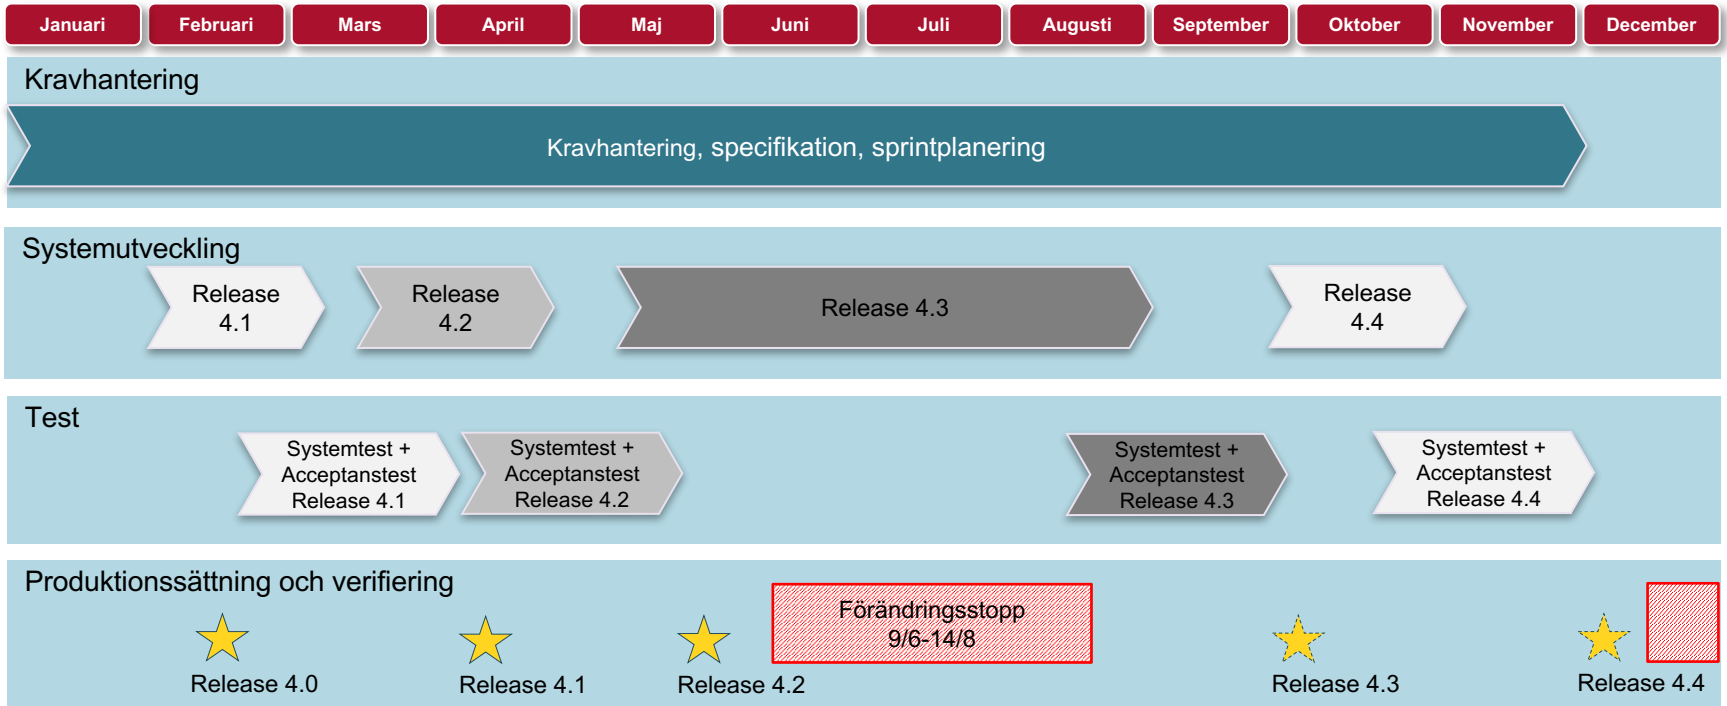 Januari
Februari
Mars
April
Maj
Juni
Juli
Augusti
September
Oktober
November
December
Kravhantering
Kravhantering, specifikation, sprintplanering
Systemutveckling
Release
4.1
Release
4.2
Release 4.3
Release
4.4
Test
Systemtest +
Acceptanstest
Release 4.1
Systemtest +
Acceptanstest
Release 4.2
Systemtest +
Acceptanstest
Release 4.3
Systemtest +
Acceptanstest
Release 4.4
Produktionssättning och verifiering
Förändringsstopp
9/6-14/8
Release 4.0
Release 4.1
Release 4.2
Release 4.3
Release 4.4